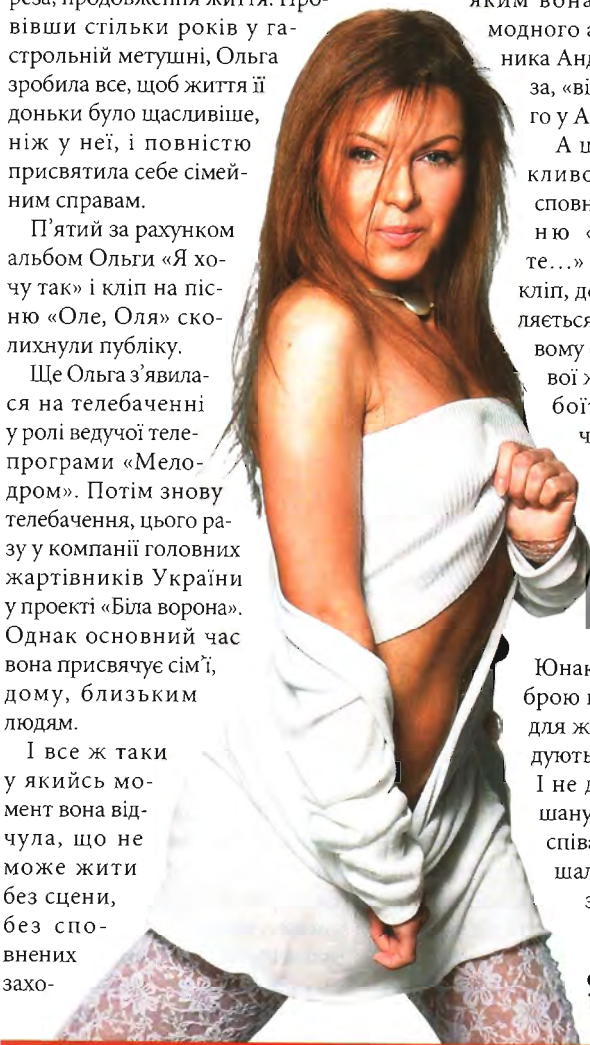 реза, продовження життя. Про-
вівши стільки років у га-
строльній метушні, Ольга
зробила все, щоб життя її
доньки було щасливіше,
ніж у неї, і повністю
присвятила себе сімей-
ним справам.
П’ятий за рахунком
альбом Ольги «Я хо-
чу так» і кліп на піс-
ню «Оле, Оля» ско-
лихнули публіку.
Ще Ольга з’явила-
ся на телебаченні
у ролі ведучої теле-
програми «Мело-
дром». Потім знову
телебачення, цього ра-
зу у компанії головних
жартівників України
у проекті «Біла ворона».
Однак основний час
вона присвячує сім’ї,
дому, близьким
людям.
І все ж таки
у якийсь мо-
мент вона від-
чула, що не
може жити
без сцени,
без спо-
внених
захо-
яким вона
модного а
ника Анд
за, «ві
го у А
А щ
кливо
сповн
ню «
те...»
кліп, де
ляється
вому
вої ж
бої
ч
Юнак
брою
для ж
дують
І не д
шану
співа
шал
з